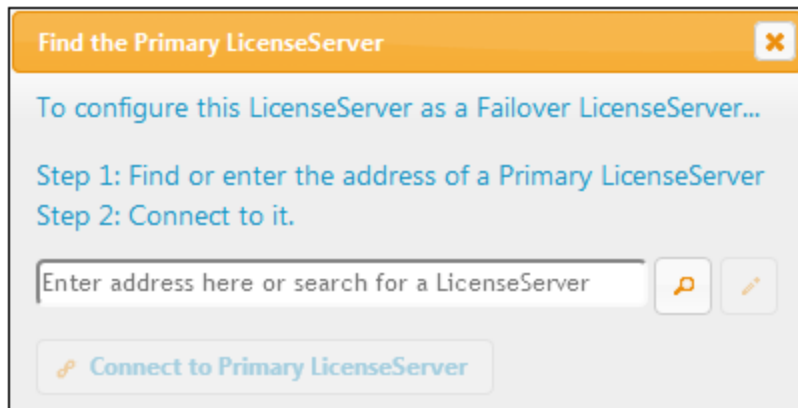 Find the Primary LicenseServer
To configure this LicenseServer as a Failover LicenseServer...
Step 1: Find or enter the address of a Primary LicenseServer
Step 2: Connect to it.
Enter address here or search for a LicenseServer
Connect to Primary LicenseServer